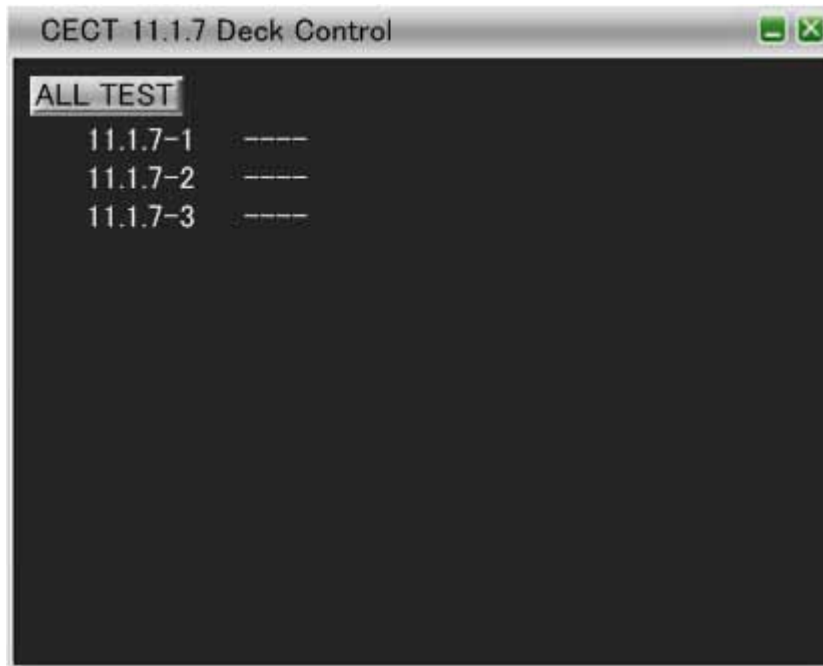 CECT 11.1.7 Deck Control
ALL TEST
11.1.7-1 ----
11.1.7-2 ----
11.1.7-3 ----